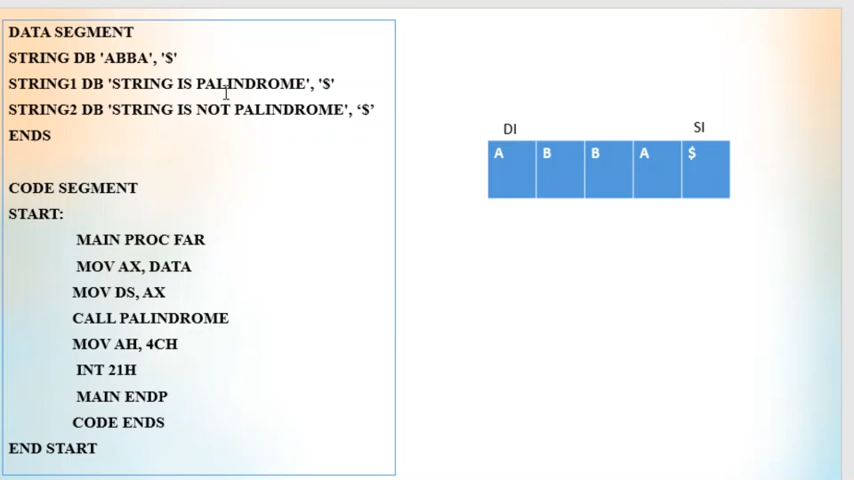 DATA SEGMENT
STRING DB 'ABBA', '$'
STRING1 DB 'STRING IS PALINDROME', '$'
STRING2 DB 'STRING IS NOT PALINDROME', ‘$’
ENDS
CODE SEGMENT
START:
MAIN PROC FAR
MOV AX, DATA
MOV DS, AX
CALL PALINDROME
MOV AH, 4CH
INT 21H
MAIN ENDP
CODE ENDS
END START
DI SI
A B B A $